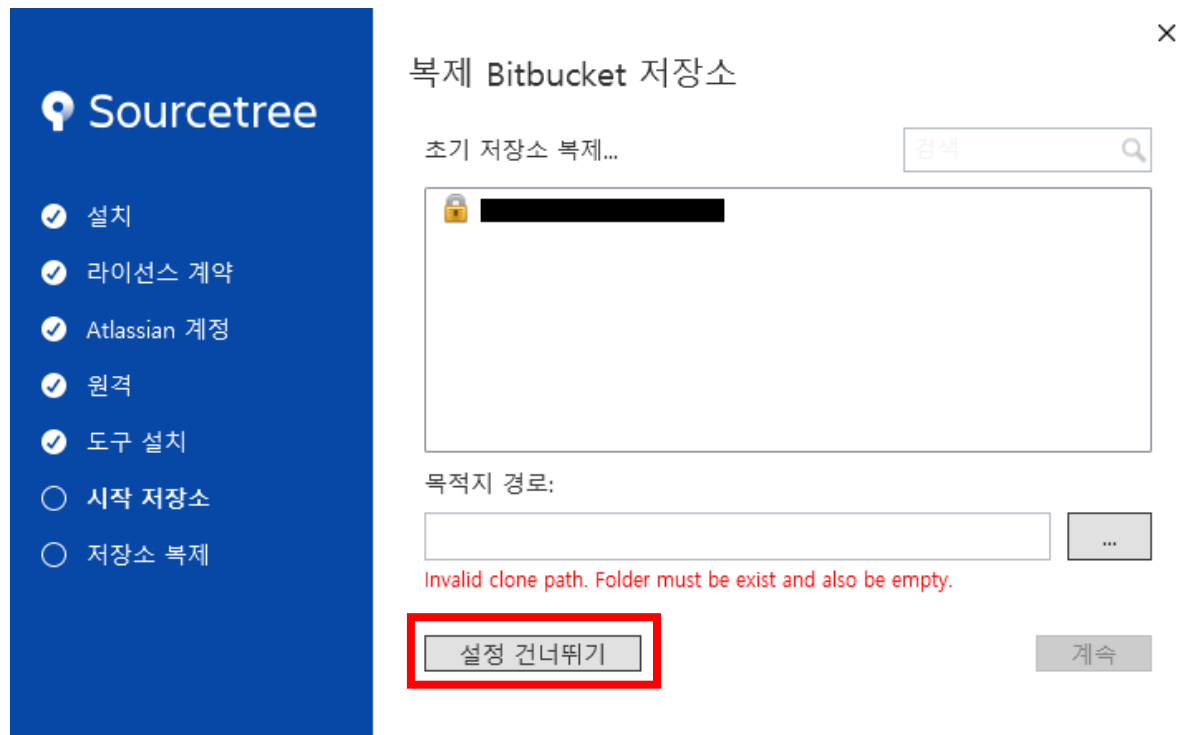 Sourcetree
설치
라이선스 계약
Atlassian 계정
원격
도구 설치
시작 저장소
저장소 복제
복제 Bitbucket 저장소
초기 저장소 복제...
검색
목적지 경로:
...
Invalid clone path. Folder must be exist and also be empty.
설정 건너뛰기
계속